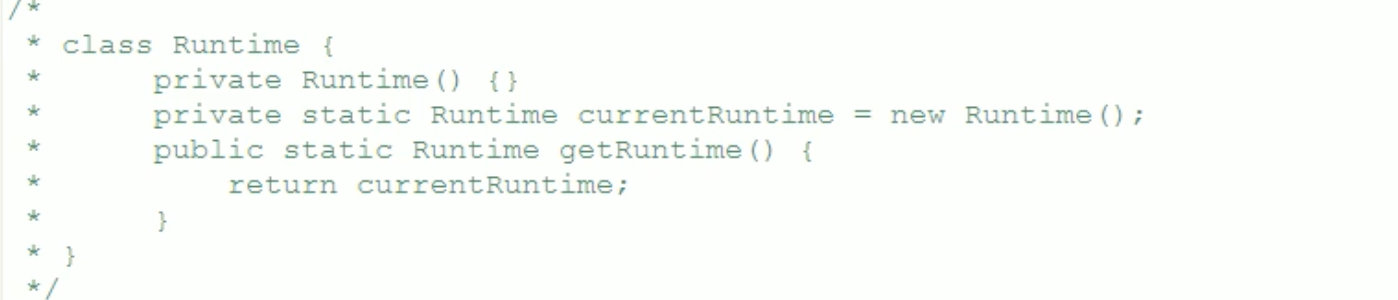 /*
 * class Runtime {
 *      private Runtime() {}
 *      private static Runtime currentRuntime = new Runtime();
 *      public static Runtime getRuntime() {
 *          return currentRuntime;
 *      }
 * }
 */